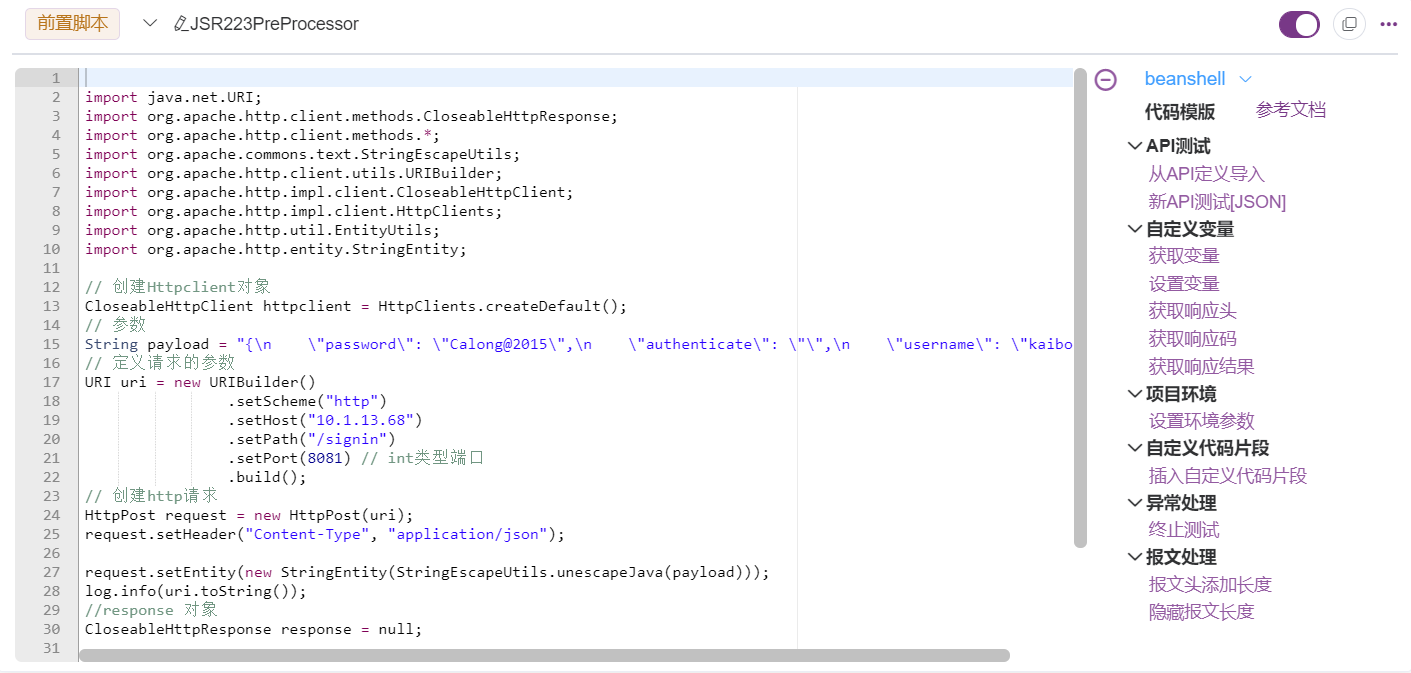 前置脚本
JSR223PreProcessor
1
2 import java.net.URI;
3 import org.apache.http.client.methods.CloseableHttpResponse;
4 import org.apache.http.client.methods.*;
5 import org.apache.commons.text.StringEscapeUtils;
6 import org.apache.http.client.utils.URIBuilder;
7 import org.apache.http.impl.client.CloseableHttpClient;
8 import org.apache.http.impl.client.HttpClients;
9 import org.apache.http.util.EntityUtils;
10 import org.apache.http.entity.StringEntity;
11
12 // 创建Httpclient对象
13 CloseableHttpClient httpclient = HttpClients.createDefault();
14 // 参数
15 String payload = "{\n    \"password\": \"Calong@2015\",\n    \"authenticate\": \"\",\n    \"username\": \"kaibo
16 // 定义请求的参数
17 URI uri = new URIBuilder()
18                 .setScheme("http")
19                 .setHost("10.1.13.68")
20                 .setPath("/signin")
21                 .setPort(8081) // int类型端口
22                 .build();
23 // 创建http请求
24 HttpPost request = new HttpPost(uri);
25 request.setHeader("Content-Type", "application/json");
26
27 request.setEntity(new StringEntity(StringEscapeUtils.unescapeJava(payload)));
28 log.info(uri.toString());
29 //response 对象
30 CloseableHttpResponse response = null;
31
beanshell
代码模版 参考文档
API测试
从API定义导入
新API测试[JSON]
自定义变量
获取变量
设置变量
获取响应头
获取响应码
获取响应结果
项目环境
设置环境参数
自定义代码片段
插入自定义代码片段
异常处理
终止测试
报文处理
报文头添加长度
隐藏报文长度